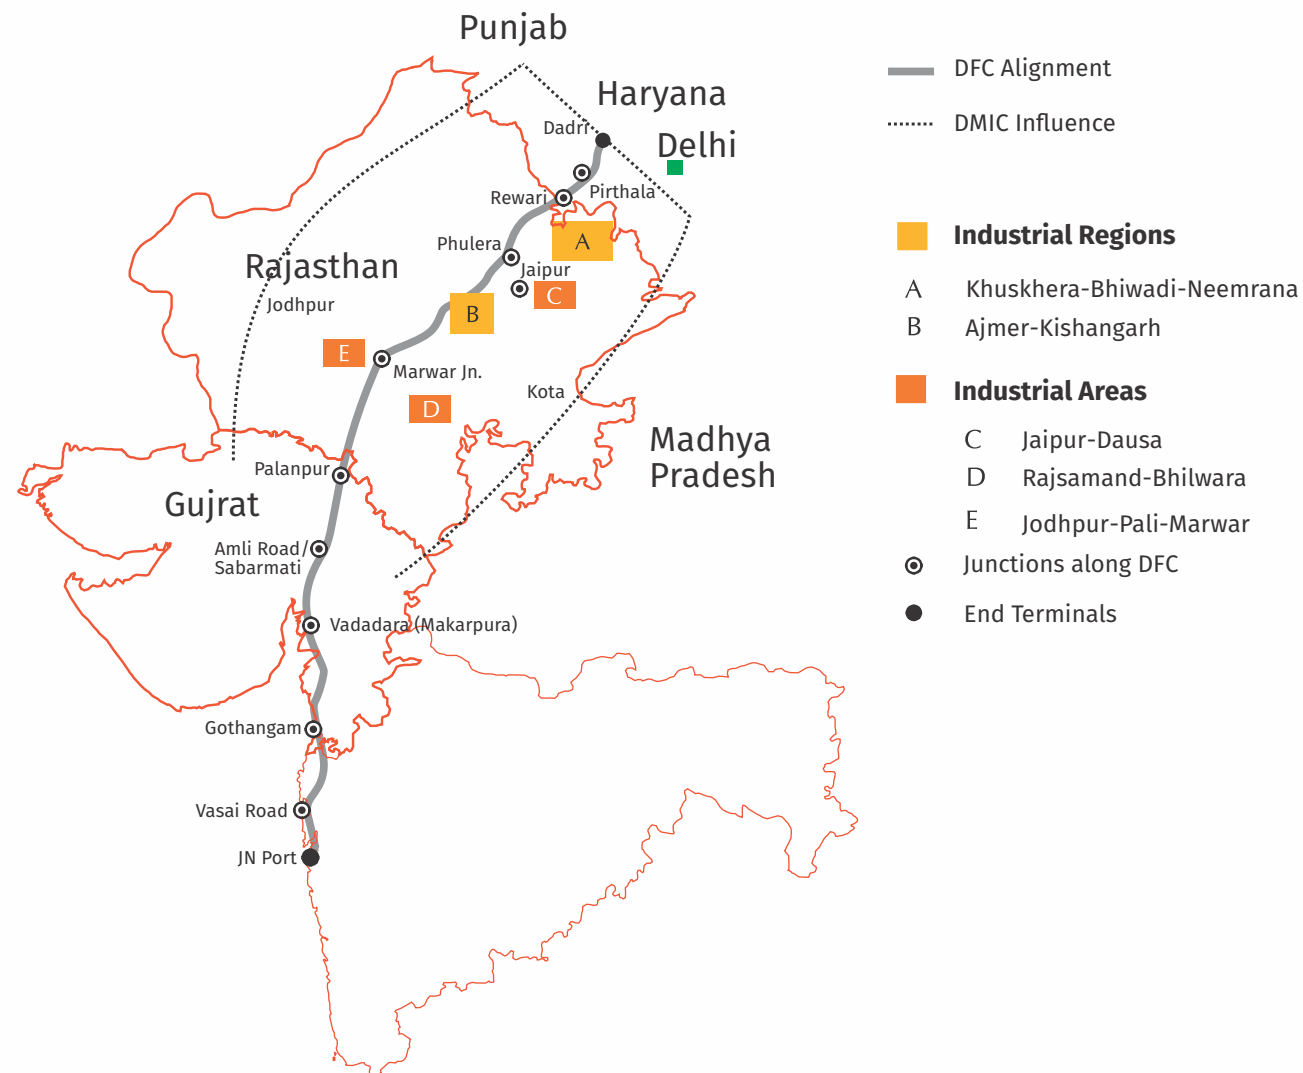 Punjab
Haryana
Dadri
Delhi
Rewari
Pirthala
Phulera
A
Jaipur
Rajasthan
C
Jodhpur
B
E
Marwar Jn.
Kota
D
Madhya
Pradesh
Palanpur
Gujrat
Amli Road/
Sabarmati
Vadadara (Makarpura)
Gothangam
Vasai Road
JN Port
DFC Alignment
DMIC Influence
Industrial Regions
A Khuskhera-Bhiwadi-Neemrana
B Ajmer-Kishangarh
Industrial Areas
C Jaipur-Dausa
D Rajsamand-Bhilwara
E Jodhpur-Pali-Marwar
Junctions along DFC
End Terminals